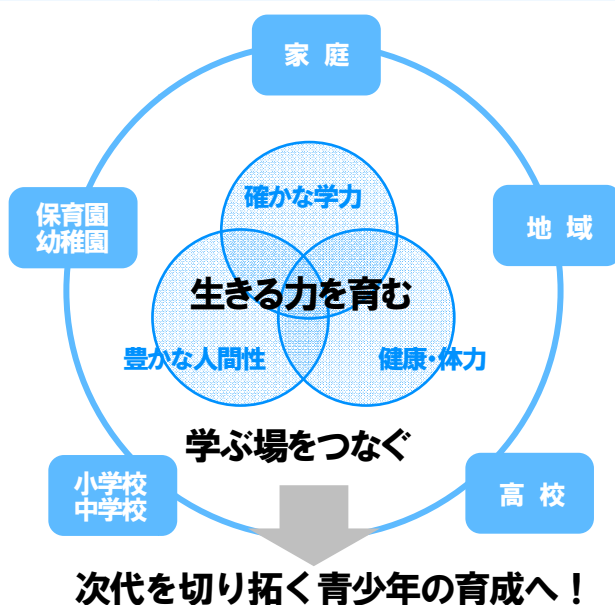 家 庭
確かな学力
保育園
幼稚園
地 域
生きる力を育む
豊かな人間性
健康・体力
学ぶ場をつなぐ
小学校
中学校
高 校
次代を切り拓く青少年の育成へ！